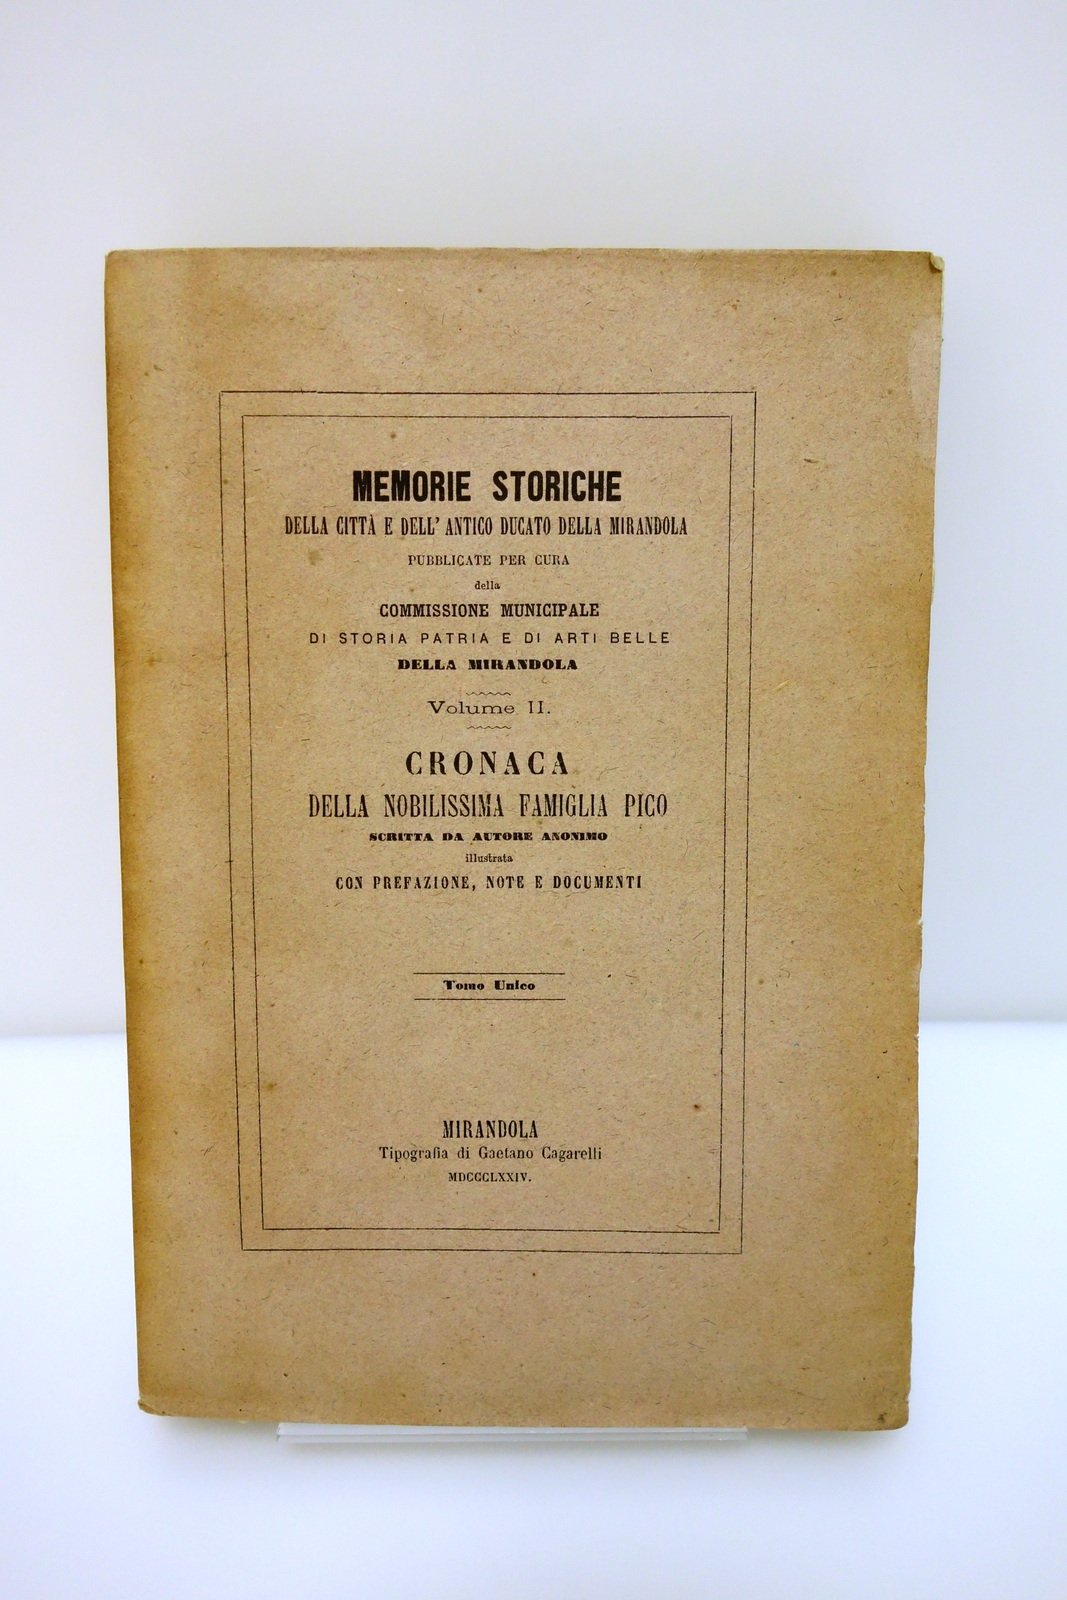 MEMORIE STORICHE
DELLA CITTÀ E DELL' ANTICO DUCATO DELLA MIRANDOLA
PUBBLICATE PER CURA
della
COMMISSIONE MUNICIPALE
DI STORIA PATRIA E DI ARTI BELLE
DELLA MIRANDOLA
Volume II.
CRONACA
DELLA NOBILISSIMA FAMIGLIA PICO
SCRITTA DA AUTORE ANONIMO
illustrata
CON PREFAZIONE, NOTE E DOCUMENTI
Tomo Unico
MIRANDOLA
Tipografia di Gaetano Cagarelli
MDCCCLXXIV.